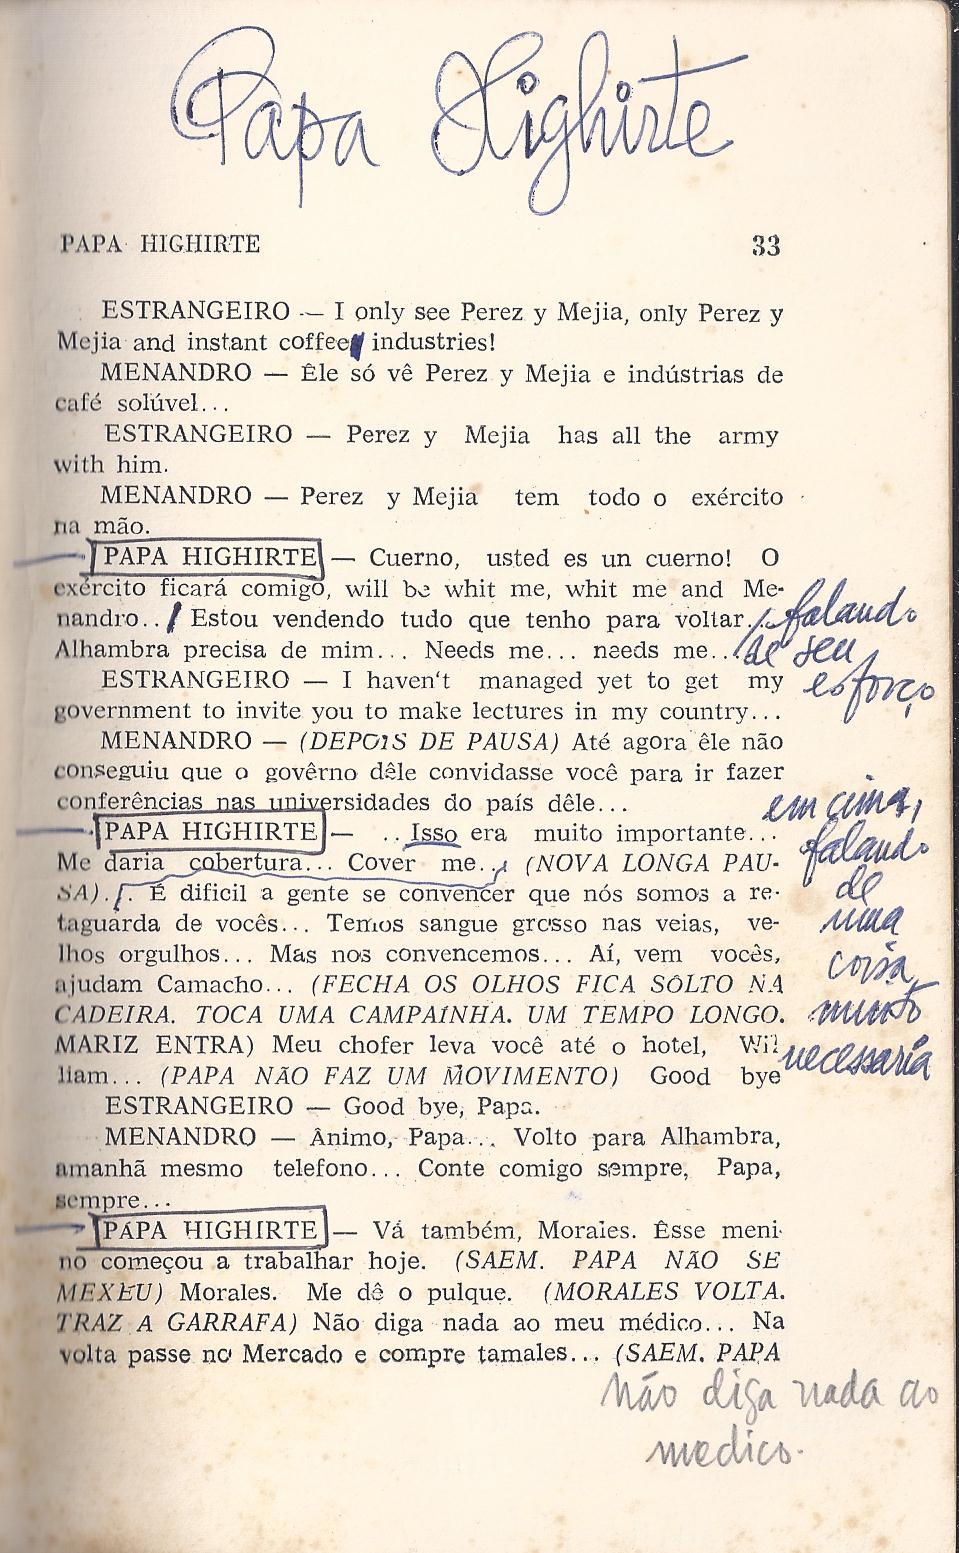 Papa Highirte
PAPA HIGHIRTE 33
ESTRANGEIRO — I only see Perez y Mejia, only Perez y
Mejia and instant coffee industries!
MENANDRO — Êle só vê Perez y Mejia e indústrias de
café solúvel...
ESTRANGEIRO — Perez y Mejia has all the army
with him.
MENANDRO — Perez y Mejia tem todo o exército
na mão.
PAPA HIGHIRTE — Cuerno, usted es un cuerno! O
exército ficará comigo, will be whit me, whit me and Me-
nandro../ Estou vendendo tudo que tenho para voltar... falando
Alhambra precisa de mim... Needs me... needs me... de seu
ESTRANGEIRO — I haven't managed yet to get my esforço
government to invite you to make lectures in my country...
MENANDRO — (DEPOIS DE PAUSA) Até agora êle não
conseguiu que o govêrno dêle convidasse você para ir fazer
conferências nas universidades do país dêle...
em cima,
PAPA HIGHIRTE — ..Isso era muito importante...
falando
Me daria cobertura... Cover me... (NOVA LONGA PAU-
de
SA)... É dificil a gente se convencer que nós somos a re-
uma
taguarda de vocês... Temos sangue grosso nas veias, ve-
coisa
lhos orgulhos... Mas nos convencemos... Aí, vem vocês,
ajudam Camacho... (FECHA OS OLHOS FICA SÔLTO NA
muito
CADEIRA. TOCA UMA CAMPAÍNHA. UM TEMPO LONGO.
necessaria
MARIZ ENTRA) Meu chofer leva você até o hotel, Wil
liam... (PAPA NÃO FAZ UM MOVIMENTO) Good bye
ESTRANGEIRO — Good bye, Papa.
MENANDRO — Ânimo, Papa... Volto para Alhambra,
amanhã mesmo telefono... Conte comigo sempre, Papa,
sempre...
PAPA HIGHIRTE — Vá também, Morales. Êsse meni-
no começou a trabalhar hoje. (SAEM. PAPA NÃO SE
MEXEU) Morales. Me dê o pulque. (MORALES VOLTA.
TRAZ A GARRAFA) Não diga nada ao meu médico... Na
volta passe no Mercado e compre tamales... (SAEM. PAPA
não diga nada ao
medico.